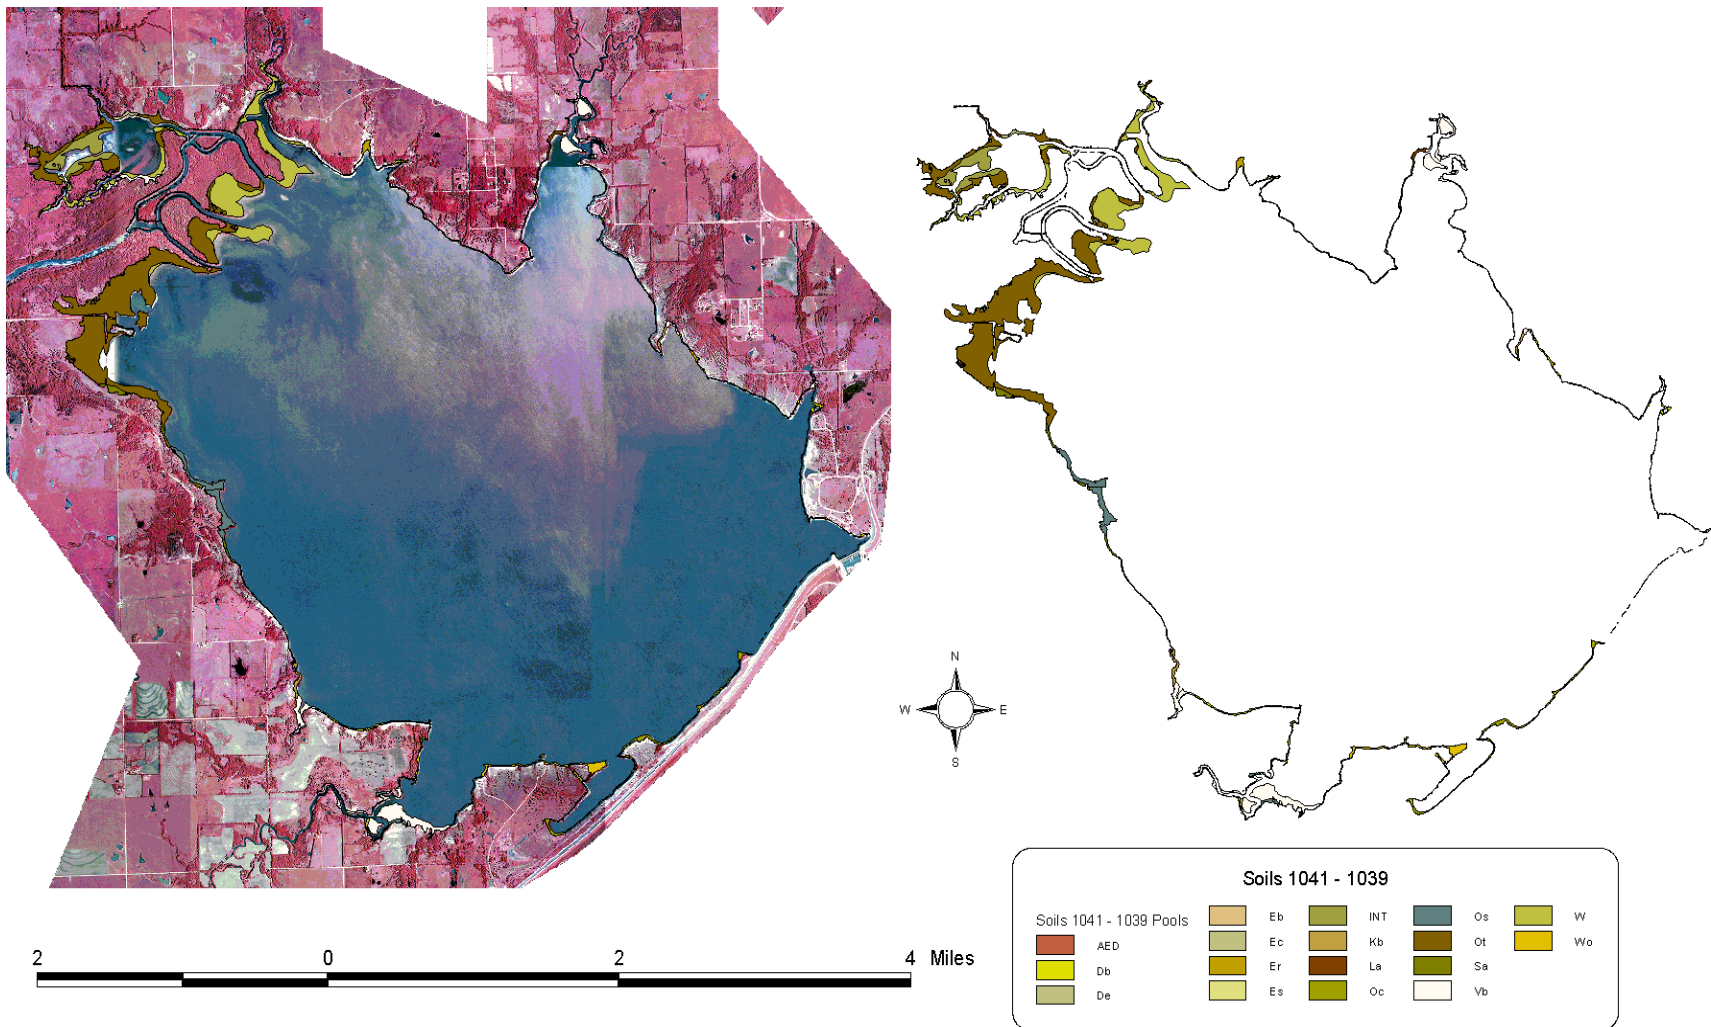 N
W E
S
2 0 2 4 Miles
Soils 1041 - 1039
Soils 1041 - 1039 Pools
AED
Db
De
Eb
Ec
Er
Es
INT
Kb
La
Oc
Os
Ot
Sa
Vb
W
Wo